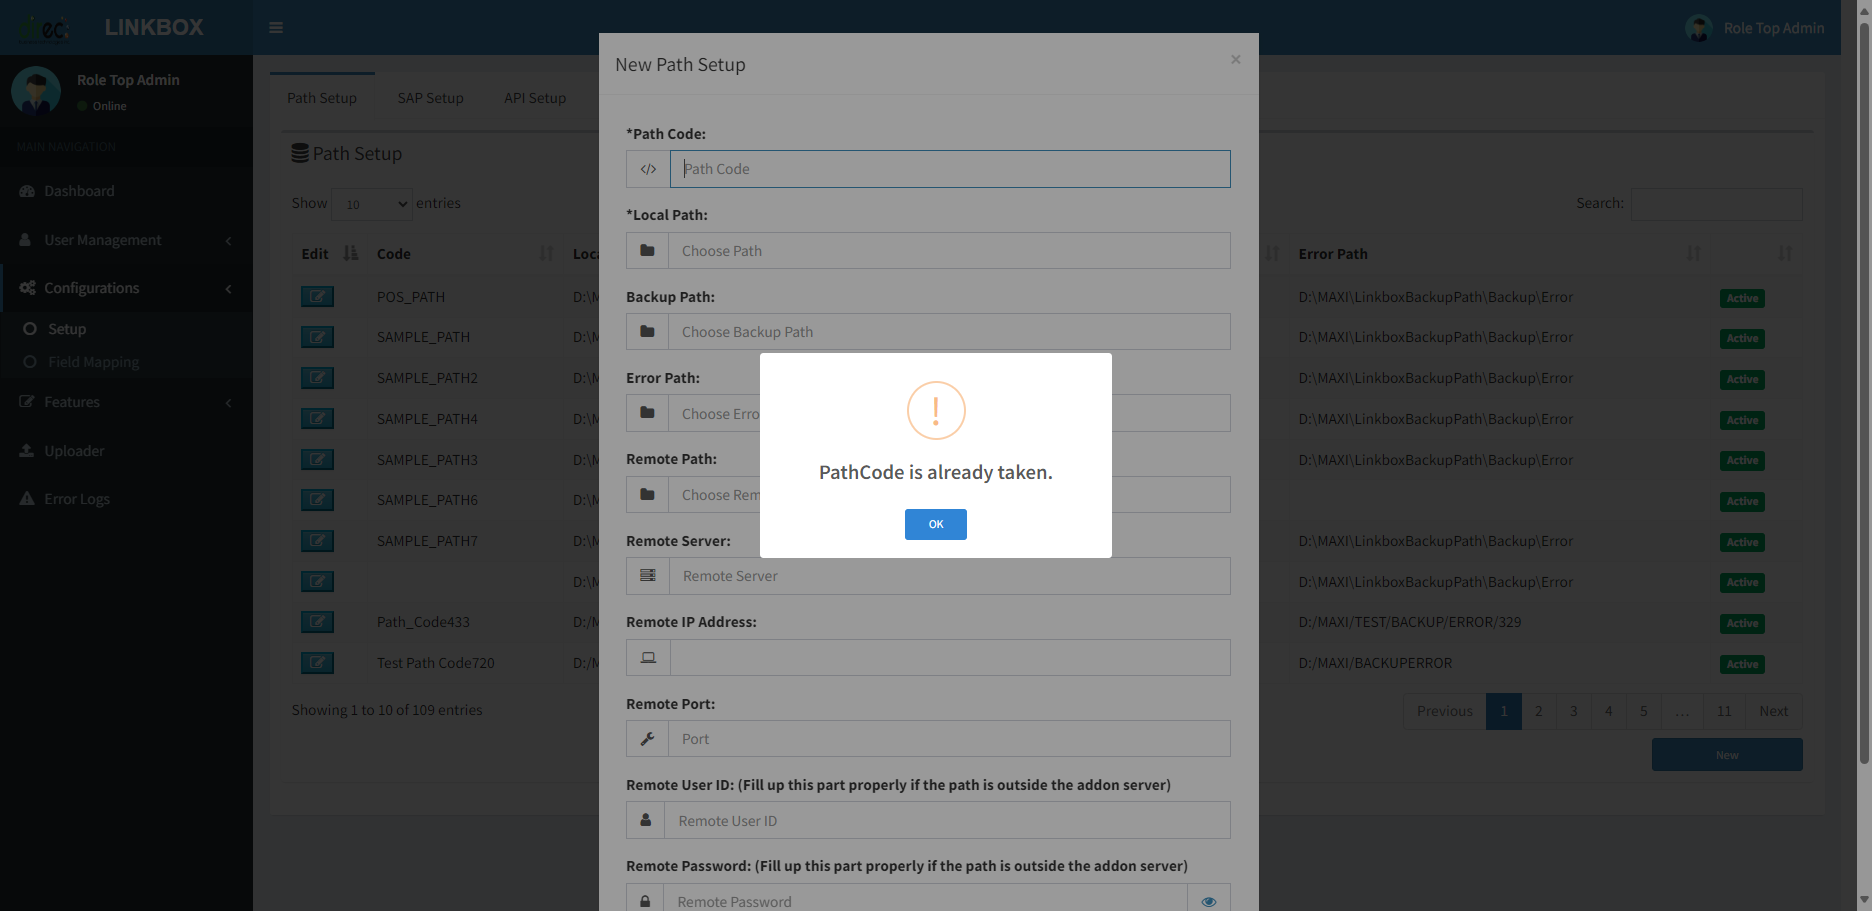 ec
LINKBOX
Role Top Admin
Role Top Admin
Online
MAIN NAVIGATION
Dashboard
User Management
Configurations
Setup
Field Mapping
Features
Uploader
Error Logs
Path Setup SAP Setup API Setup
Path Setup
Show 10 entries
Search:
Edit Code Loca Error Path
POS_PATH D:\M D:\MAXI\LinkboxBackupPath\Backup\Error Active
SAMPLE_PATH D:\M D:\MAXI\LinkboxBackupPath\Backup\Error Active
SAMPLE_PATH2 D:\M D:\MAXI\LinkboxBackupPath\Backup\Error Active
SAMPLE_PATH4 D:\M D:\MAXI\LinkboxBackupPath\Backup\Error Active
SAMPLE_PATH3 D:\M D:\MAXI\LinkboxBackupPath\Backup\Error Active
SAMPLE_PATH6 D:\M Active
SAMPLE_PATH7 D:\M D:\MAXI\LinkboxBackupPath\Backup\Error Active
D:\M D:\MAXI\LinkboxBackupPath\Backup\Error Active
Path_Code433 D:/M D:/MAXI/TEST/BACKUP/ERROR/329 Active
Test Path Code720 D:/M D:/MAXI/BACKUPERROR Active
Showing 1 to 10 of 109 entries
Previous 1 2 3 4 5 … 11 Next
New
New Path Setup ×
*Path Code:
Path Code
*Local Path:
Choose Path
Backup Path:
Choose Backup Path
Error Path:
Choose Erro
Remote Path:
Choose Rem
Remote Server:
Remote Server
Remote IP Address:
Remote Port:
Port
Remote User ID: (Fill up this part properly if the path is outside the addon server)
Remote User ID
Remote Password: (Fill up this part properly if the path is outside the addon server)
Remote Password
!
PathCode is already taken.
OK